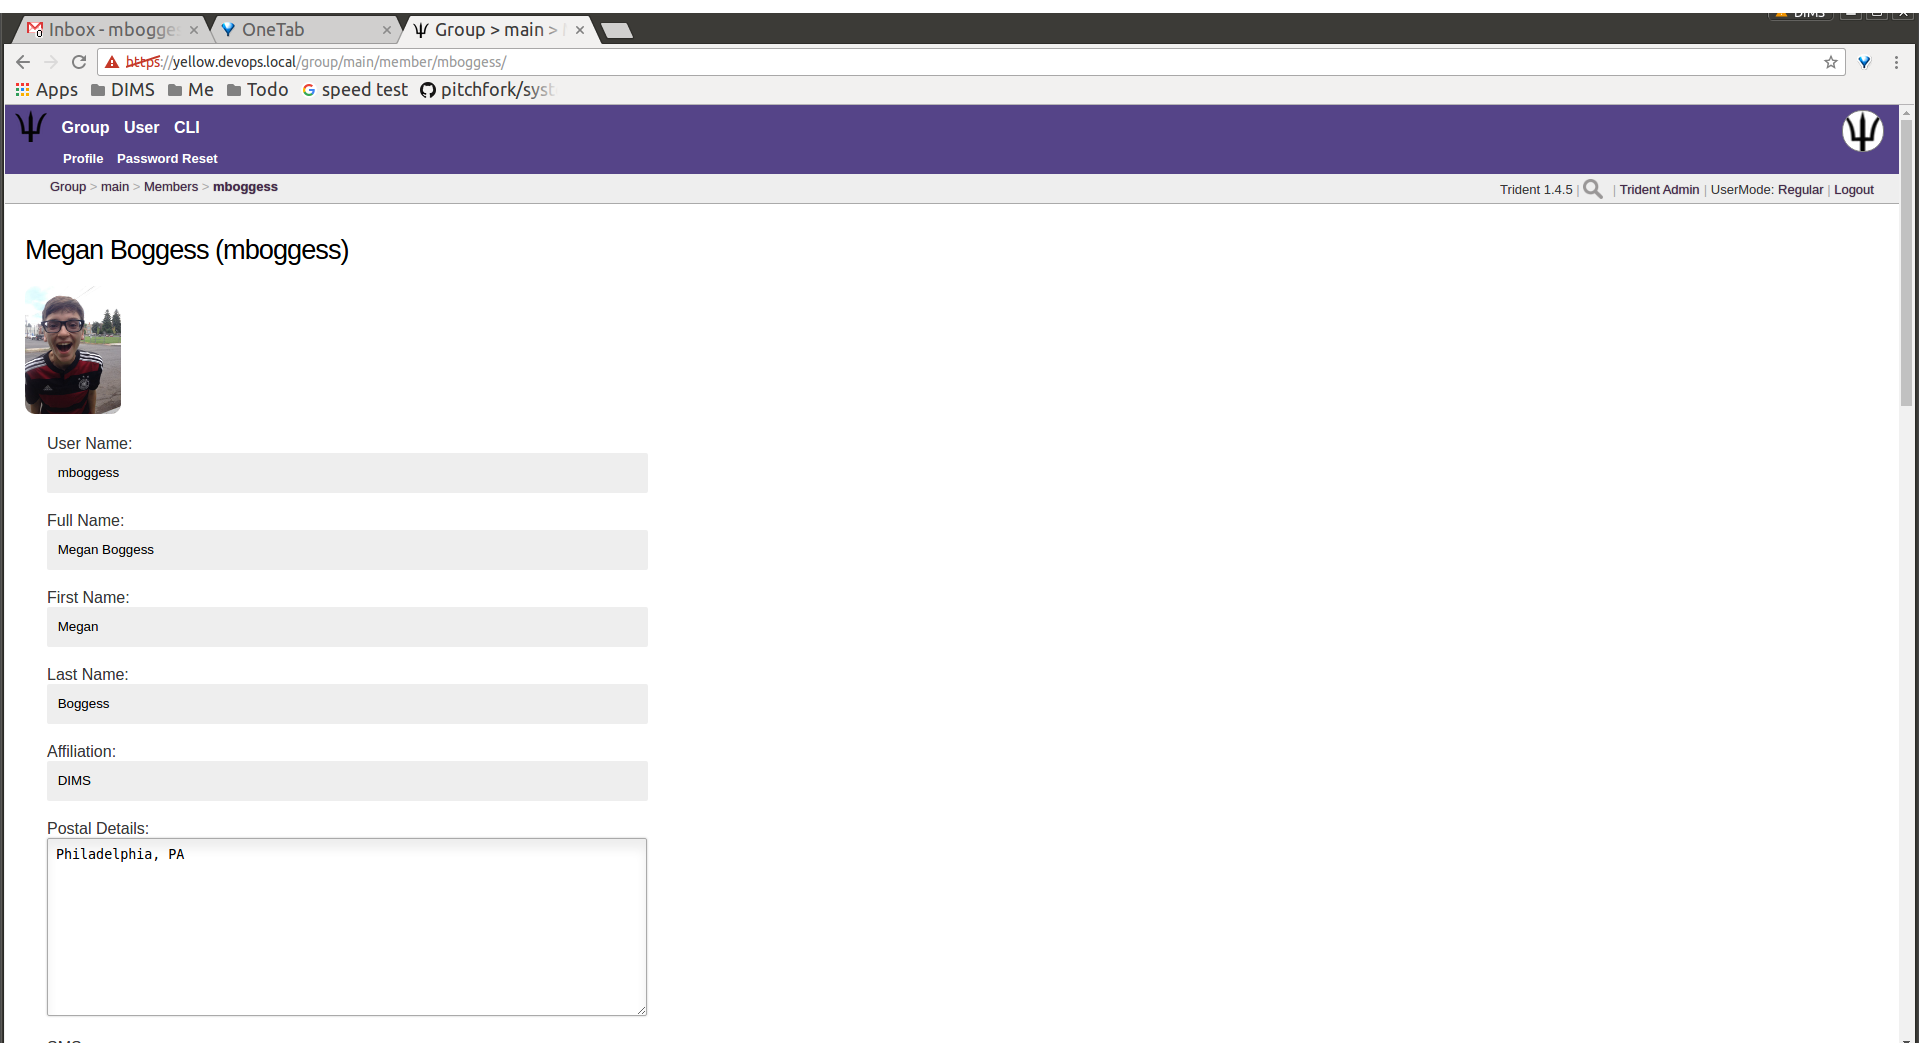 DIMS
Inbox - mbogges
OneTab
Group > main >
https://yellow.devops.local/group/main/member/mboggess/
Apps DIMS Me Todo speed test pitchfork/syst
Group User CLI
Profile Password Reset
Group > main > Members > mboggess
Trident 1.4.5 | | Trident Admin | UserMode: Regular | Logout
Megan Boggess (mboggess)
User Name:
mboggess
Full Name:
Megan Boggess
First Name:
Megan
Last Name:
Boggess
Affiliation:
DIMS
Postal Details:
Philadelphia, PA
SMS